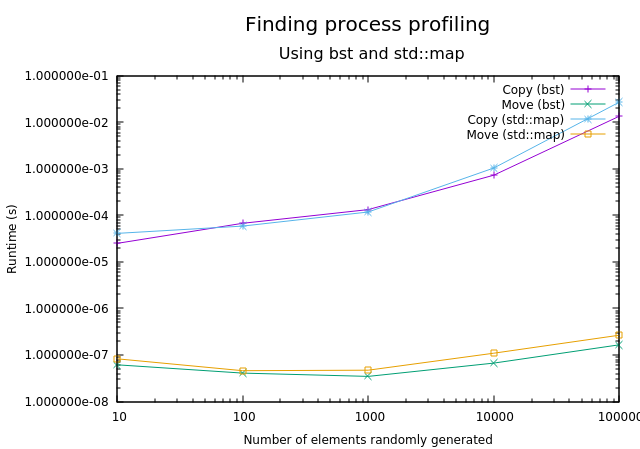 Finding process profiling
Using bst and std::map
1.000000e-01
1.000000e-02
1.000000e-03
1.000000e-04
1.000000e-05
1.000000e-06
1.000000e-07
1.000000e-08
Runtime (s)
Copy (bst)
Move (bst)
Copy (std::map)
Move (std::map)
10 100 1000 10000 100000
Number of elements randomly generated